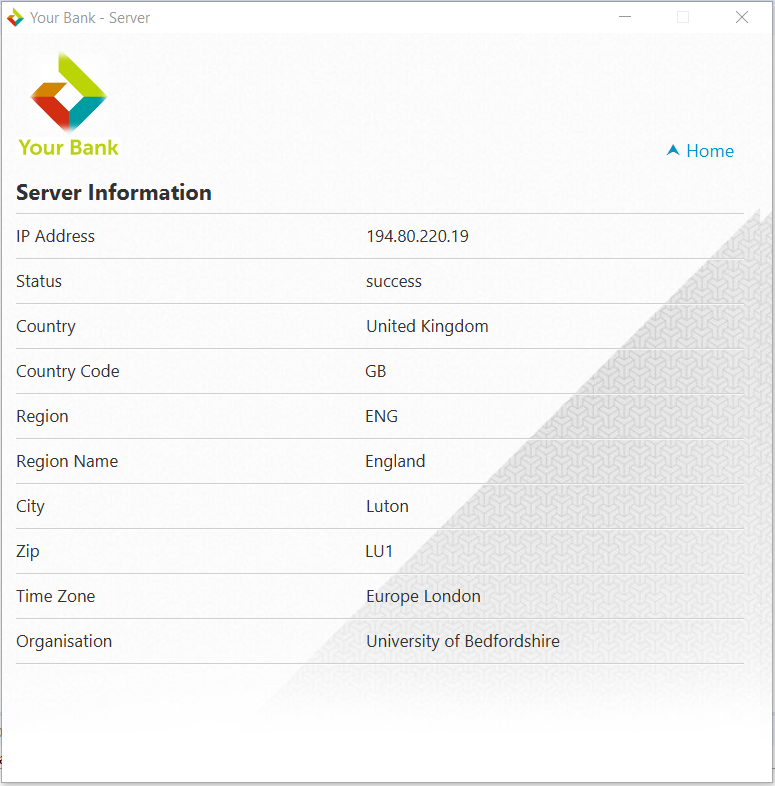 Your Bank - Server
Your Bank
Home
Server Information
IP Address 194.80.220.19
Status success
Country United Kingdom
Country Code GB
Region ENG
Region Name England
City Luton
Zip LU1
Time Zone Europe London
Organisation University of Bedfordshire